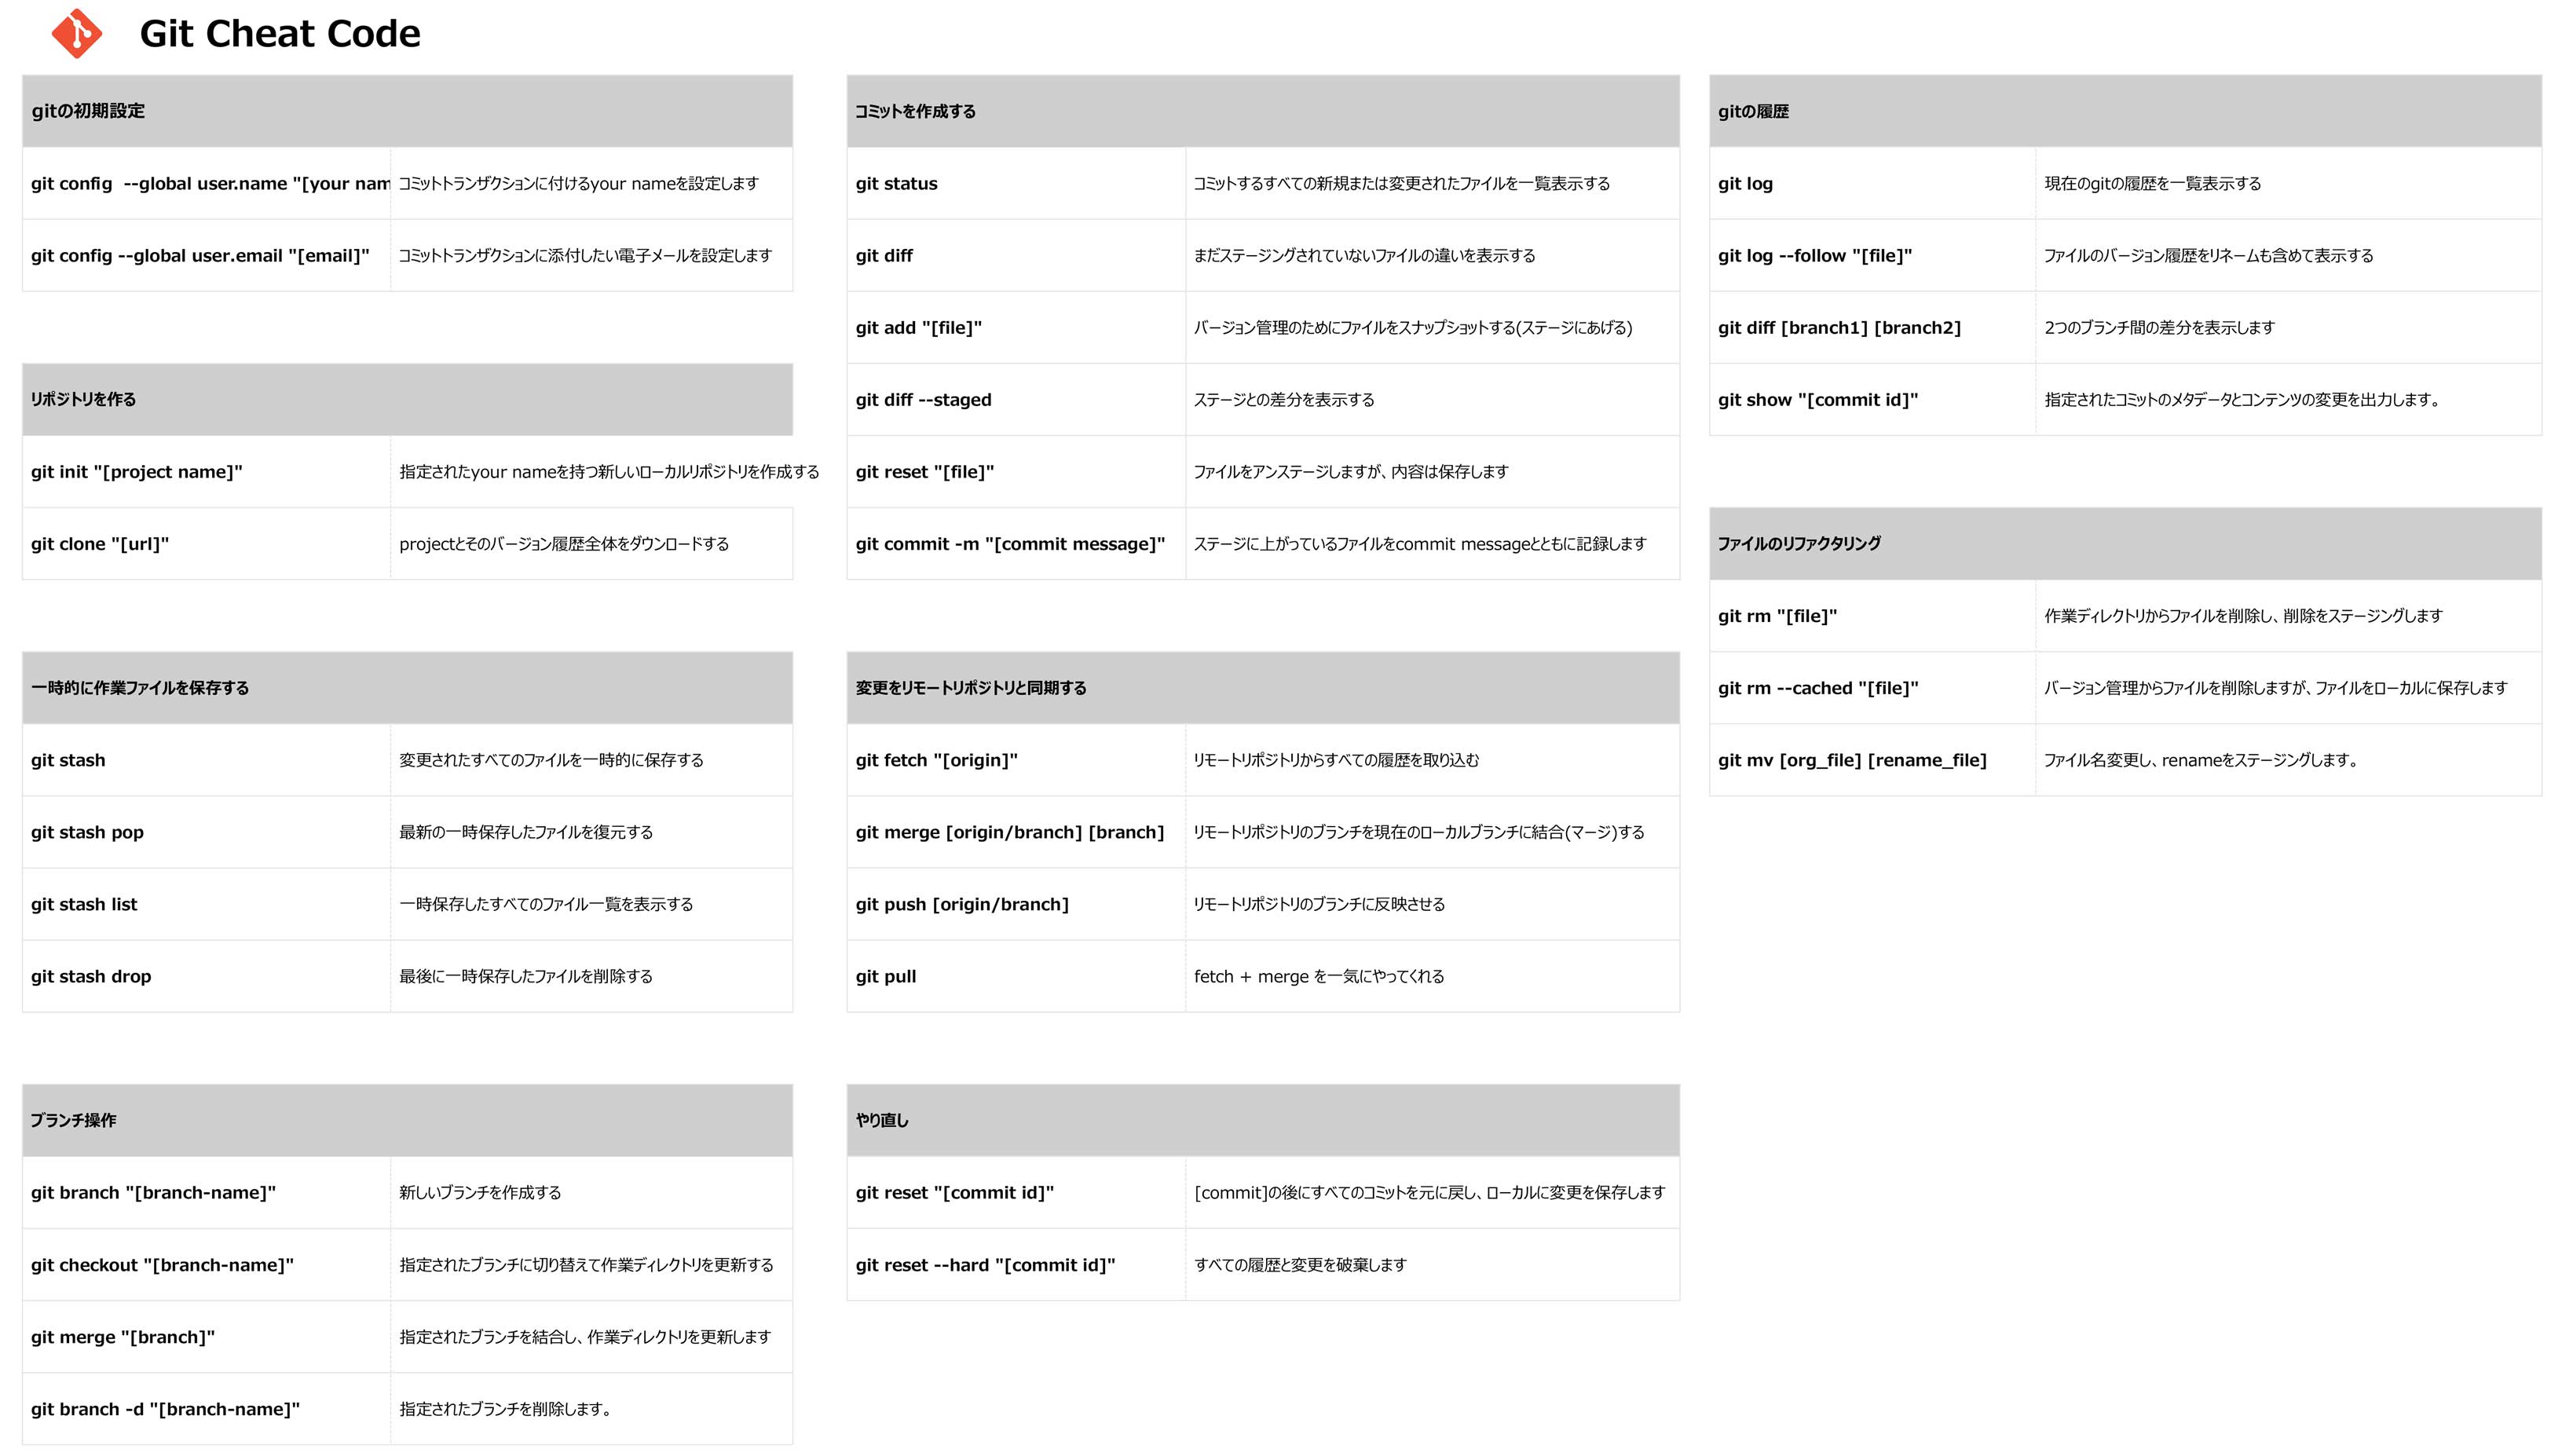 Git Cheat Code
gitの初期設定
git config  --global user.name "[your nam
コミットトランザクションに付けるyour nameを設定します
git config --global user.email "[email]"
コミットトランザクションに添付したい電子メールを設定します
リポジトリを作る
git init "[project name]"
指定されたyour nameを持つ新しいローカルリポジトリを作成する
git clone "[url]"
projectとそのバージョン履歴全体をダウンロードする
一時的に作業ファイルを保存する
git stash
変更されたすべてのファイルを一時的に保存する
git stash pop
最新の一時保存したファイルを復元する
git stash list
一時保存したすべてのファイル一覧を表示する
git stash drop
最後に一時保存したファイルを削除する
ブランチ操作
git branch "[branch-name]"
新しいブランチを作成する
git checkout "[branch-name]"
指定されたブランチに切り替えて作業ディレクトリを更新する
git merge "[branch]"
指定されたブランチを結合し、作業ディレクトリを更新します
git branch -d "[branch-name]"
指定されたブランチを削除します。
コミットを作成する
git status
コミットするすべての新規または変更されたファイルを一覧表示する
git diff
まだステージングされていないファイルの違いを表示する
git add "[file]"
バージョン管理のためにファイルをスナップショットする(ステージにあげる)
git diff --staged
ステージとの差分を表示する
git reset "[file]"
ファイルをアンステージしますが、内容は保存します
git commit -m "[commit message]"
ステージに上がっているファイルをcommit messageとともに記録します
変更をリモートリポジトリと同期する
git fetch "[origin]"
リモートリポジトリからすべての履歴を取り込む
git merge [origin/branch] [branch]
リモートリポジトリのブランチを現在のローカルブランチに結合(マージ)する
git push [origin/branch]
リモートリポジトリのブランチに反映させる
git pull
fetch + merge を一気にやってくれる
やり直し
git reset "[commit id]"
[commit]の後にすべてのコミットを元に戻し、ローカルに変更を保存します
git reset --hard "[commit id]"
すべての履歴と変更を破棄します
gitの履歴
git log
現在のgitの履歴を一覧表示する
git log --follow "[file]"
ファイルのバージョン履歴をリネームも含めて表示する
git diff [branch1] [branch2]
2つのブランチ間の差分を表示します
git show "[commit id]"
指定されたコミットのメタデータとコンテンツの変更を出力します。
ファイルのリファクタリング
git rm "[file]"
作業ディレクトリからファイルを削除し、削除をステージングします
git rm --cached "[file]"
バージョン管理からファイルを削除しますが、ファイルをローカルに保存します
git mv [org_file] [rename_file]
ファイル名変更し、renameをステージングします。